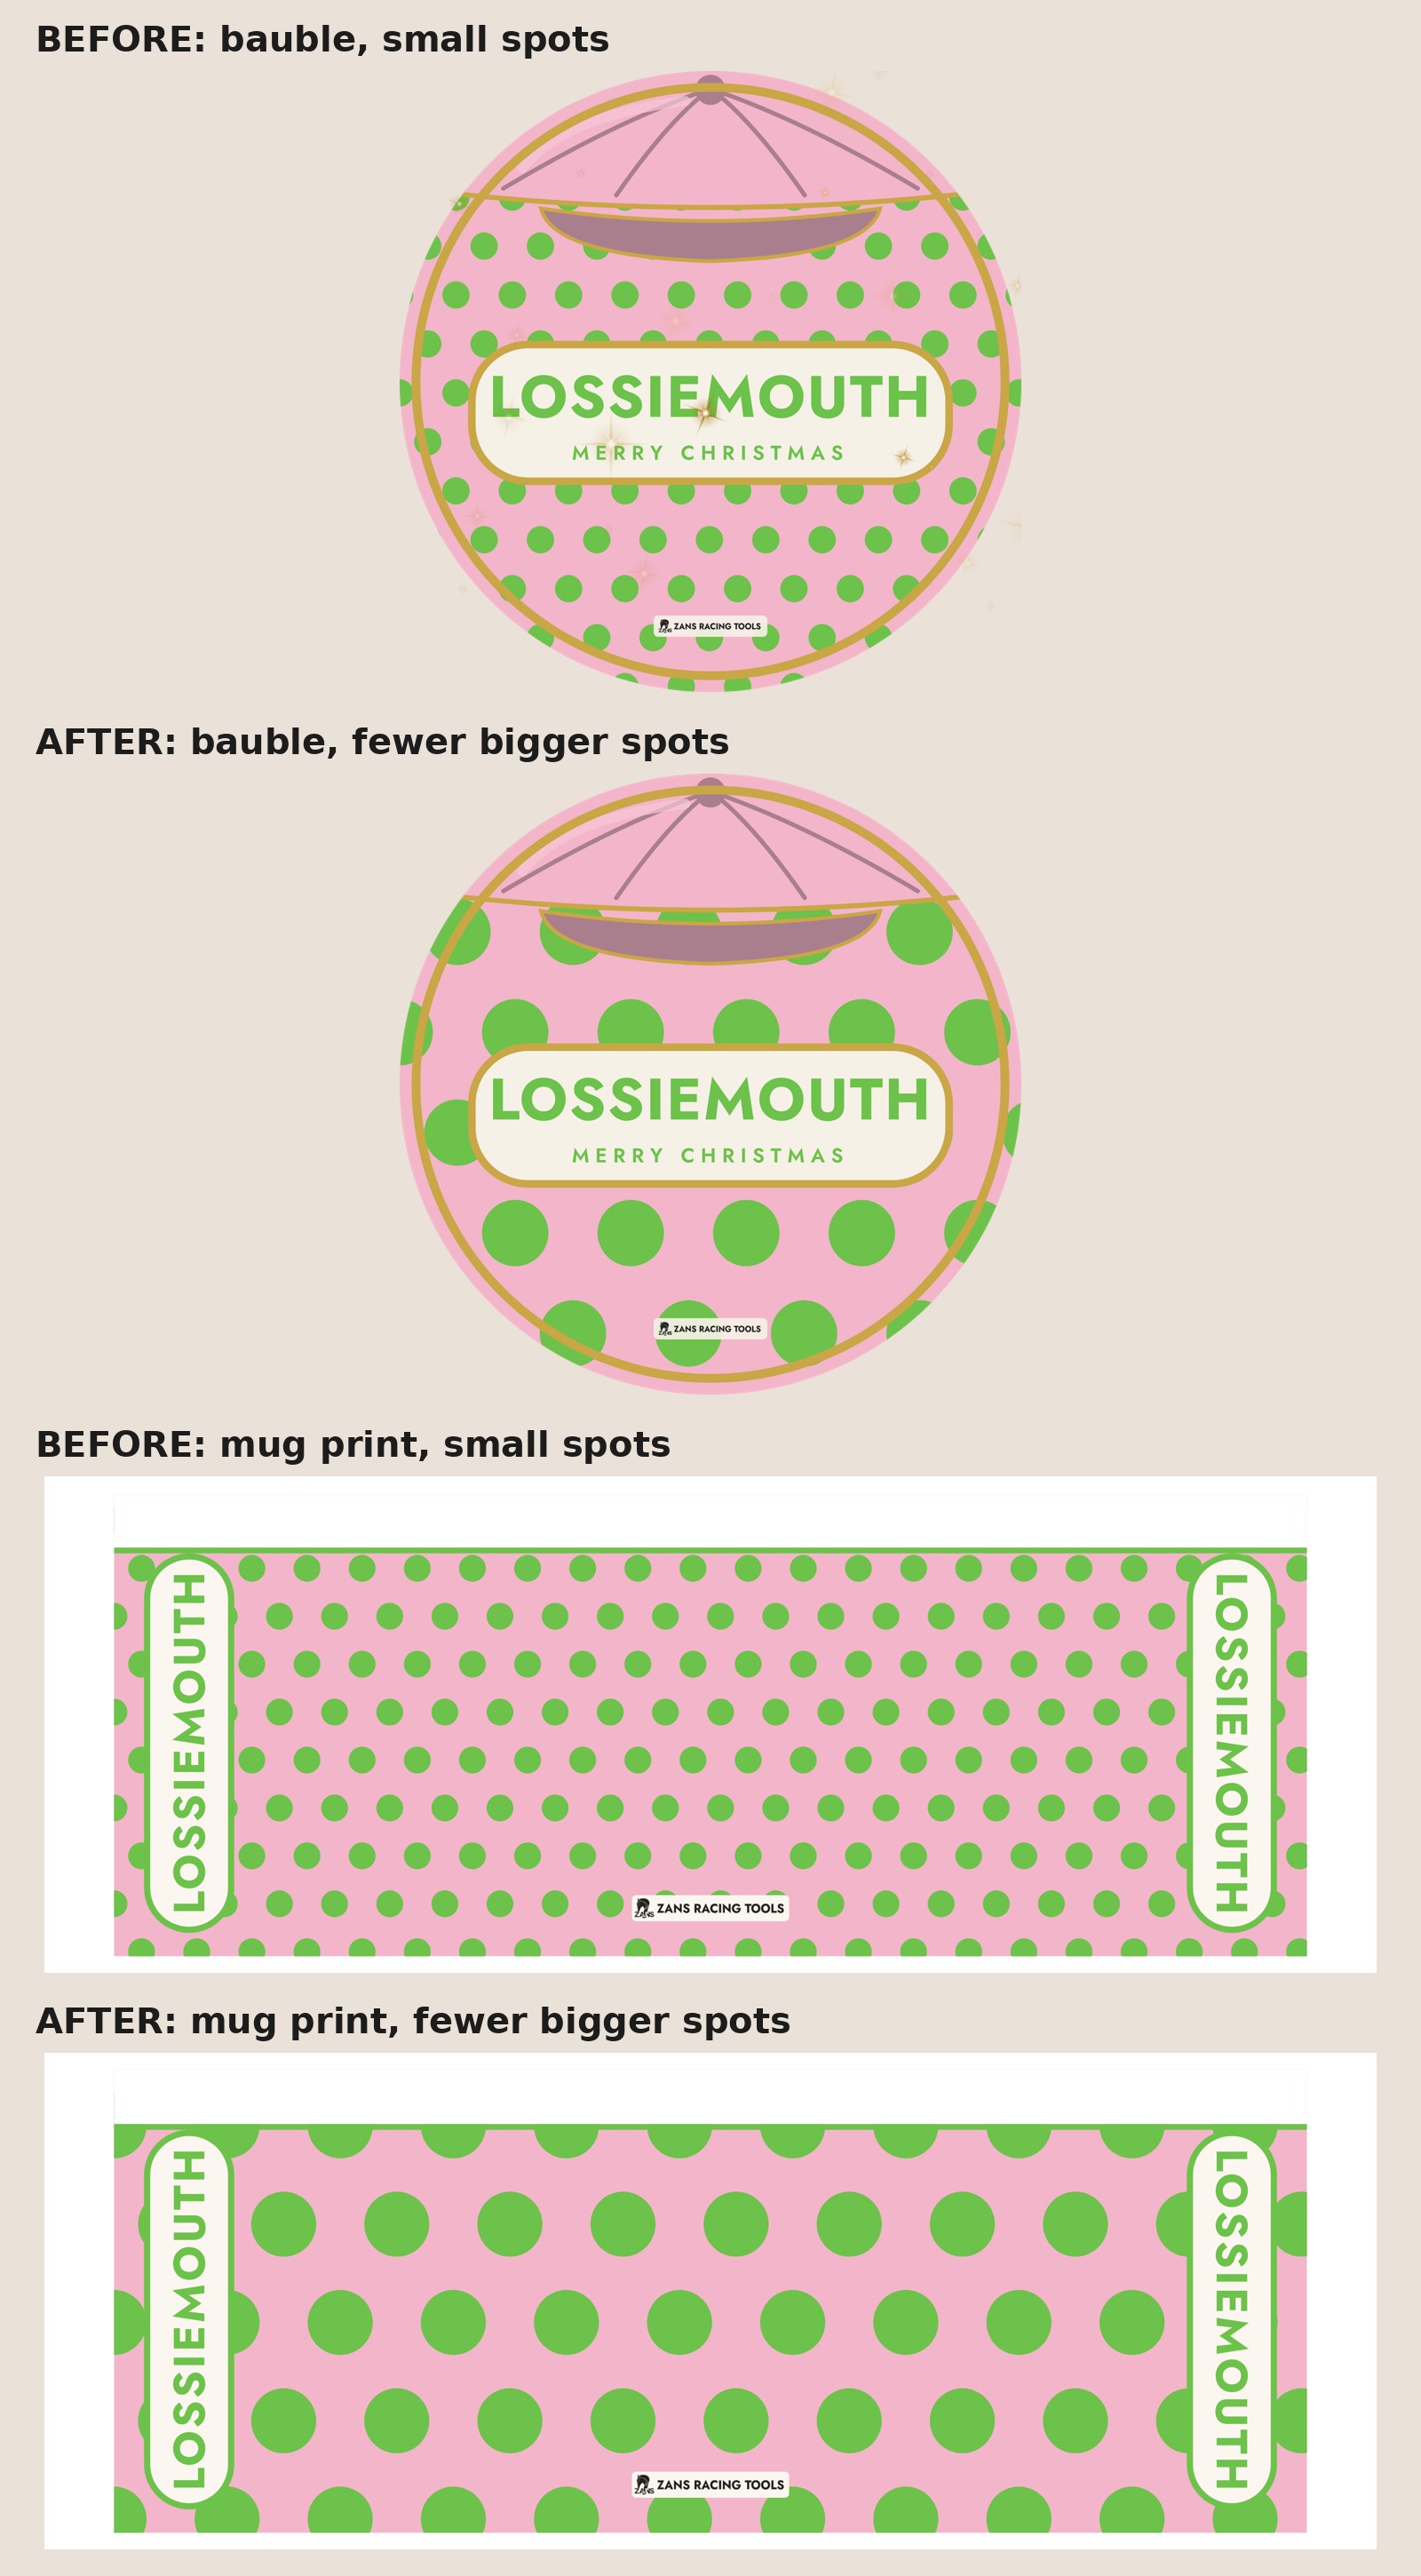 BEFORE: bauble, small spots
LOSSIEMOUTH
MERRY CHRISTMAS
ZANS RACING TOOLS
AFTER: bauble, fewer bigger spots
LOSSIEMOUTH
MERRY CHRISTMAS
ZANS RACING TOOLS
BEFORE: mug print, small spots
LOSSIEMOUTH
LOSSIEMOUTH
ZANS RACING TOOLS
AFTER: mug print, fewer bigger spots
LOSSIEMOUTH
LOSSIEMOUTH
ZANS RACING TOOLS